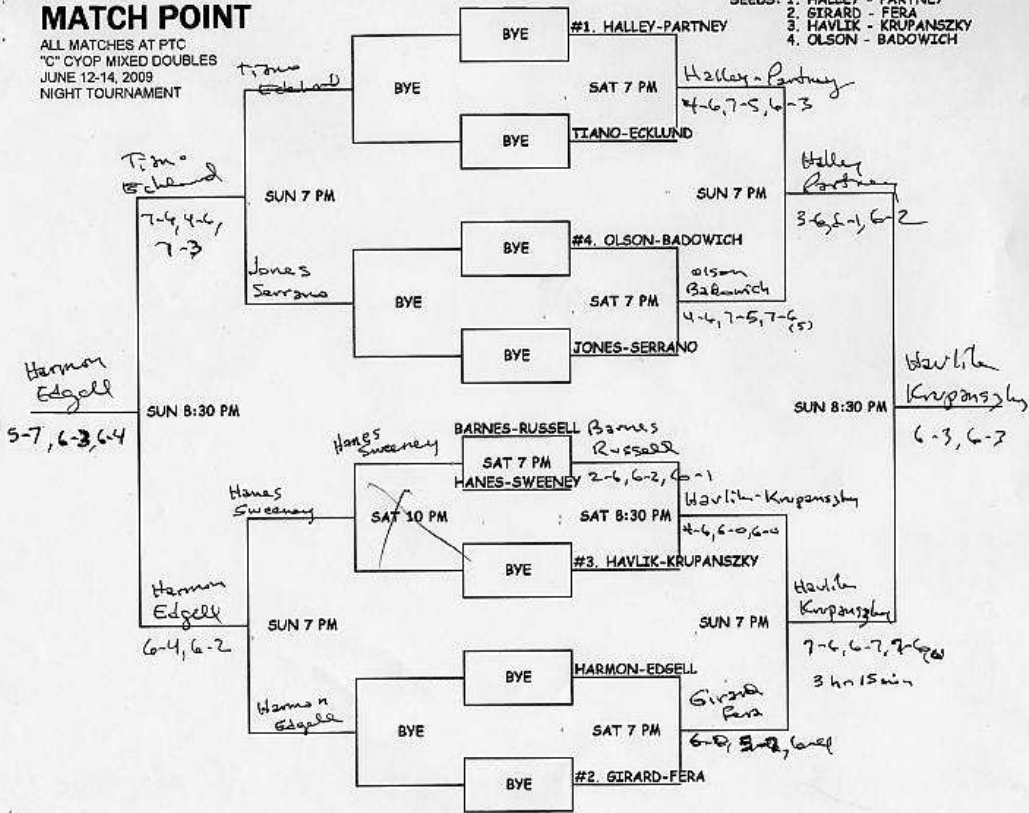 MATCH POINT
ALL MATCHES AT PTC
"C" CYOP MIXED DOUBLES
JUNE 12-14, 2009
NIGHT TOURNAMENT
SEEDS: 1. HALLEY - PARTNEY
2. GIRARD - FERA
3. HAVLIK - KRUPANSZKY
4. OLSON - BADOWICH
BYE
#1. HALLEY-PARTNEY
Tiano
Ecklund
BYE
SAT 7 PM
Halley-Partney
4-6, 7-5, 6-3
BYE
TIANO-ECKLUND
Tiano
Ecklund
7-6, 4-6,
7-3
SUN 7 PM
SUN 7 PM
Halley
Partney
3-6, 6-1, 6-2
BYE
#4. OLSON-BADOWICH
Jones
Serrano
BYE
SAT 7 PM
Olson
Badowich
4-6, 7-5, 7-6
(5)
BYE
JONES-SERRANO
Harmon
Edgell
5-7, 6-3, 6-4
SUN 8:30 PM
SUN 8:30 PM
Havlik
Krupanszky
6-3, 6-3
Hanes
Sweeney
BARNES-RUSSELL
SAT 7 PM
HANES-SWEENEY
Barnes
Russell
2-6, 6-2, 6-1
Hanes
Sweeney
SAT 10 PM
SAT 8:30 PM
Havlik-Krupanszky
4-6, 6-0, 6-0
BYE
#3. HAVLIK-KRUPANSZKY
Harmon
Edgell
6-4, 6-2
SUN 7 PM
SUN 7 PM
Havlik
Krupanszky
7-6, 6-7, 7-6
3 hr 15 min
BYE
HARMON-EDGELL
Harmon
Edgell
BYE
SAT 7 PM
Girard
Fera
BYE
#2. GIRARD-FERA